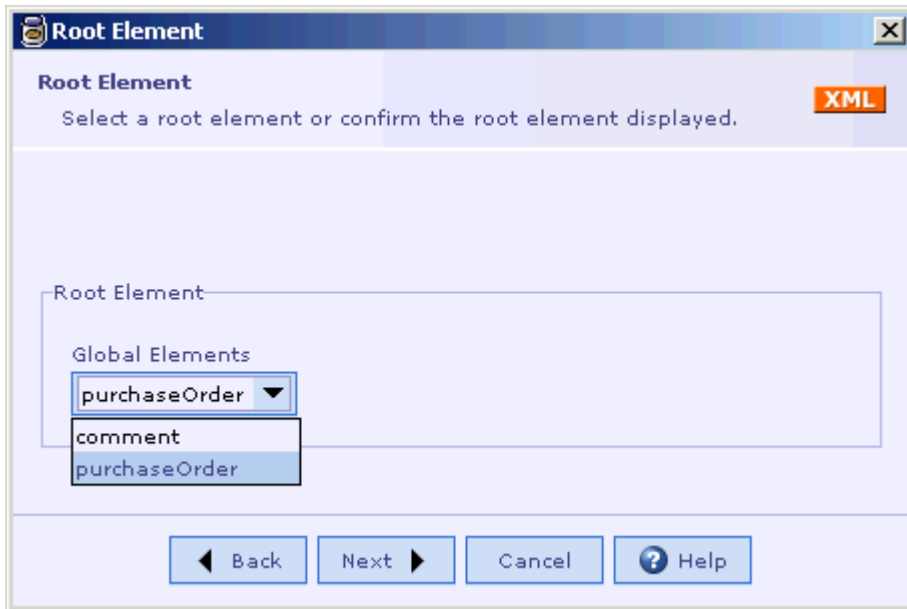 Root Element
Root Element
Select a root element or confirm the root element displayed.
XML
Root Element
Global Elements
purchaseOrder
comment
purchaseOrder
Back Next Cancel ? Help